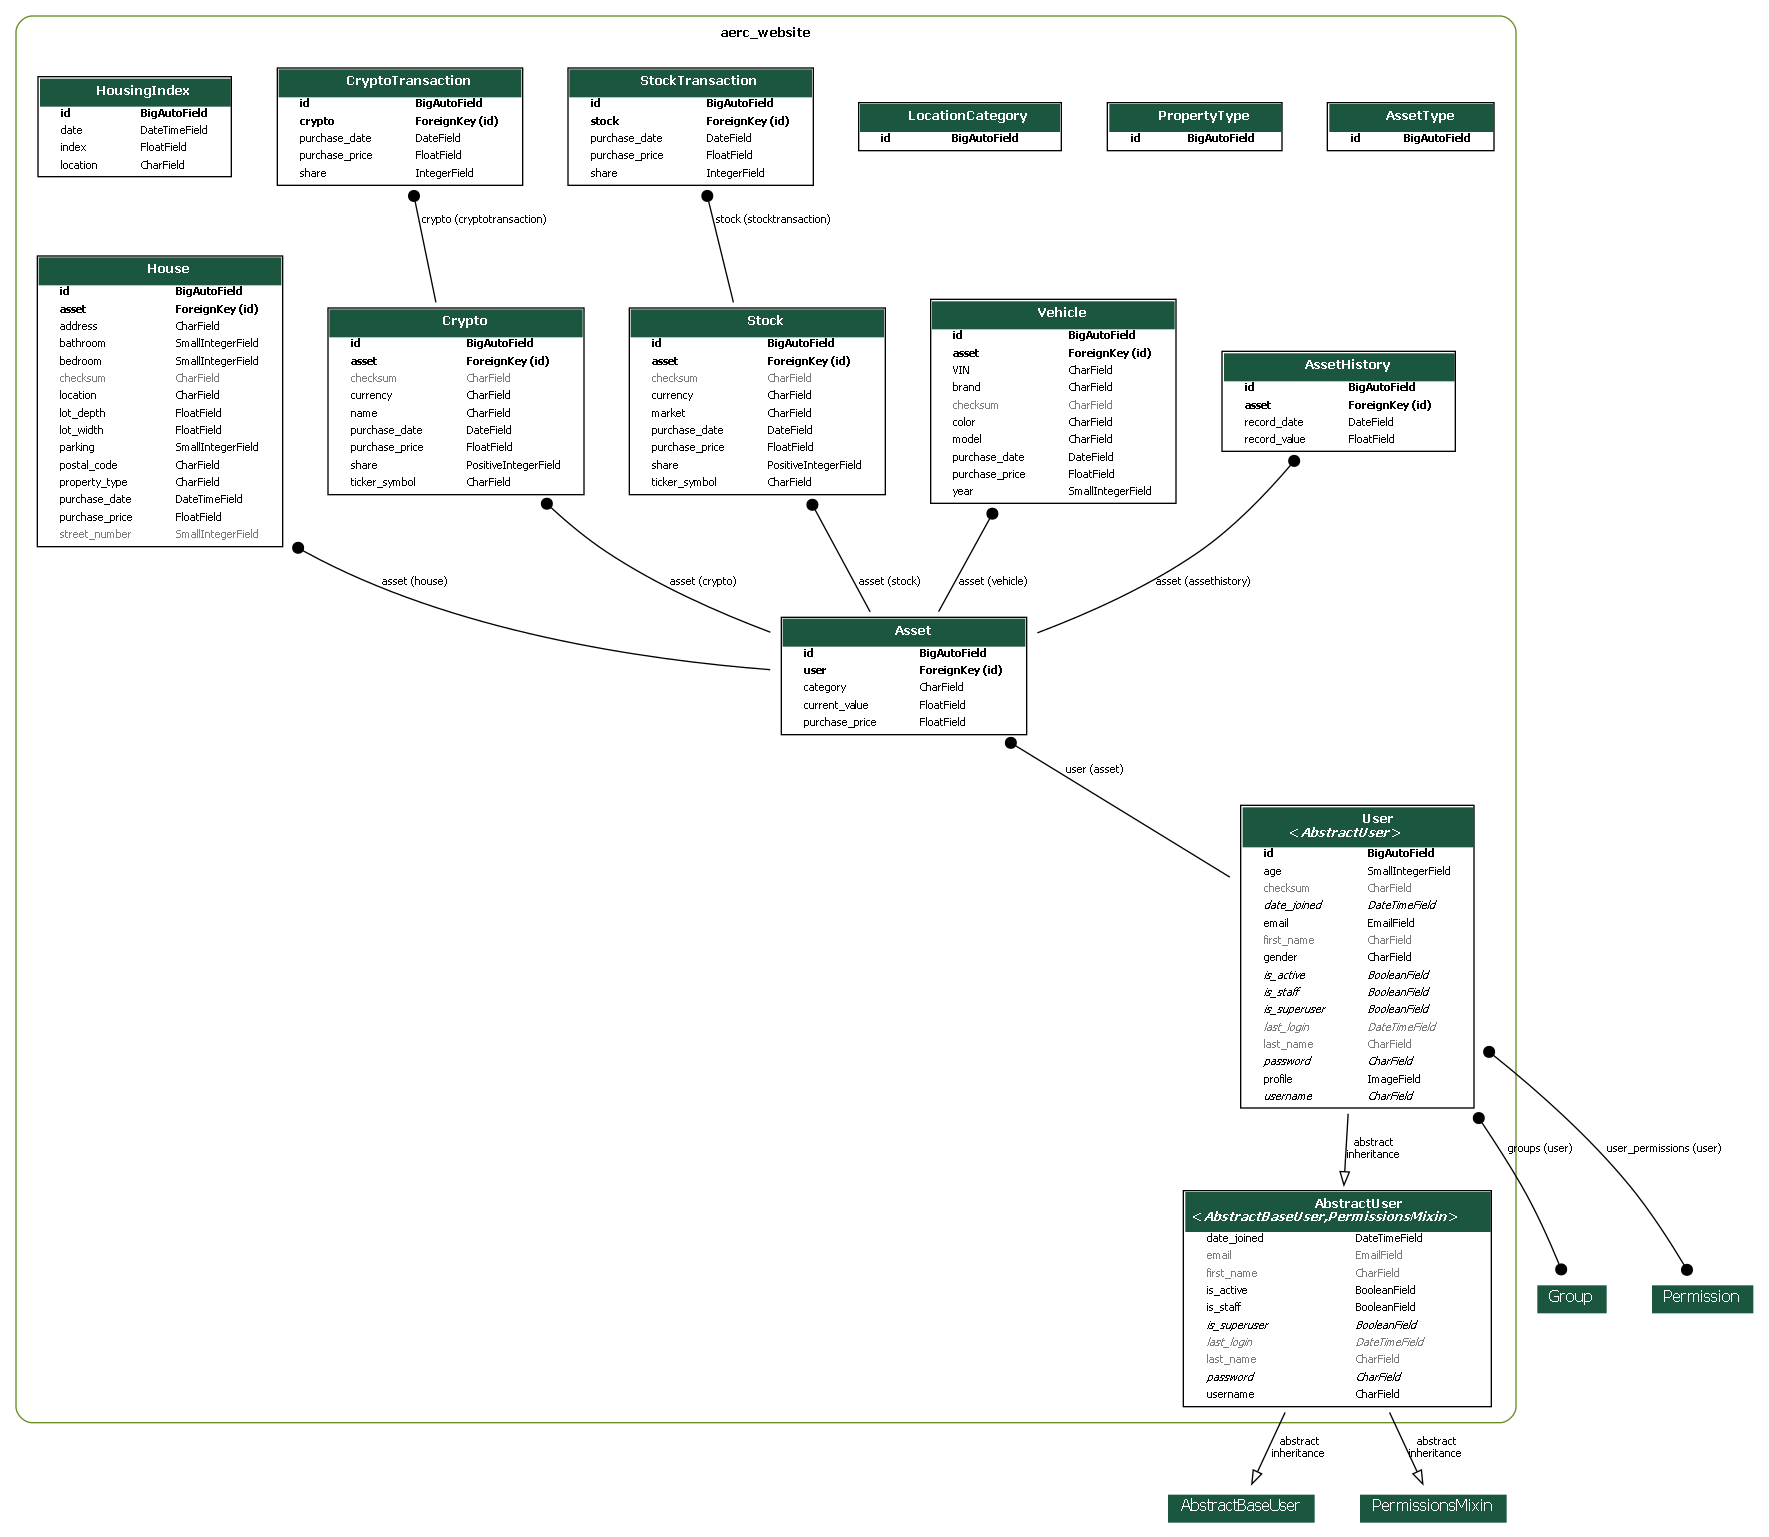 aerc_website
HousingIndex
id BigAutoField
date DateTimeField
index FloatField
location CharField
CryptoTransaction
id BigAutoField
crypto ForeignKey (id)
purchase_date DateField
purchase_price FloatField
share IntegerField
StockTransaction
id BigAutoField
stock ForeignKey (id)
purchase_date DateField
purchase_price FloatField
share IntegerField
LocationCategory
id BigAutoField
PropertyType
id BigAutoField
AssetType
id BigAutoField
crypto (cryptotransaction)
stock (stocktransaction)
House
id BigAutoField
asset ForeignKey (id)
address CharField
bathroom SmallIntegerField
bedroom SmallIntegerField
checksum CharField
location CharField
lot_depth FloatField
lot_width FloatField
parking SmallIntegerField
postal_code CharField
property_type CharField
purchase_date DateTimeField
purchase_price FloatField
street_number SmallIntegerField
Crypto
id BigAutoField
asset ForeignKey (id)
checksum CharField
currency CharField
name CharField
purchase_date DateField
purchase_price FloatField
share PositiveIntegerField
ticker_symbol CharField
Stock
id BigAutoField
asset ForeignKey (id)
checksum CharField
currency CharField
market CharField
purchase_date DateField
purchase_price FloatField
share PositiveIntegerField
ticker_symbol CharField
Vehicle
id BigAutoField
asset ForeignKey (id)
VIN CharField
brand CharField
checksum CharField
color CharField
model CharField
purchase_date DateField
purchase_price FloatField
year SmallIntegerField
AssetHistory
id BigAutoField
asset ForeignKey (id)
record_date DateField
record_value FloatField
asset (house)
asset (crypto)
asset (stock)
asset (vehicle)
asset (assethistory)
Asset
id BigAutoField
user ForeignKey (id)
category CharField
current_value FloatField
purchase_price FloatField
user (asset)
User
<AbstractUser>
id BigAutoField
age SmallIntegerField
checksum CharField
date_joined DateTimeField
email EmailField
first_name CharField
gender CharField
is_active BooleanField
is_staff BooleanField
is_superuser BooleanField
last_login DateTimeField
last_name CharField
password CharField
profile ImageField
username CharField
abstract
inheritance
groups (user)
user_permissions (user)
AbstractUser
<AbstractBaseUser,PermissionsMixin>
date_joined DateTimeField
email EmailField
first_name CharField
is_active BooleanField
is_staff BooleanField
is_superuser BooleanField
last_login DateTimeField
last_name CharField
password CharField
username CharField
Group
Permission
abstract
inheritance
abstract
inheritance
AbstractBaseUser
PermissionsMixin